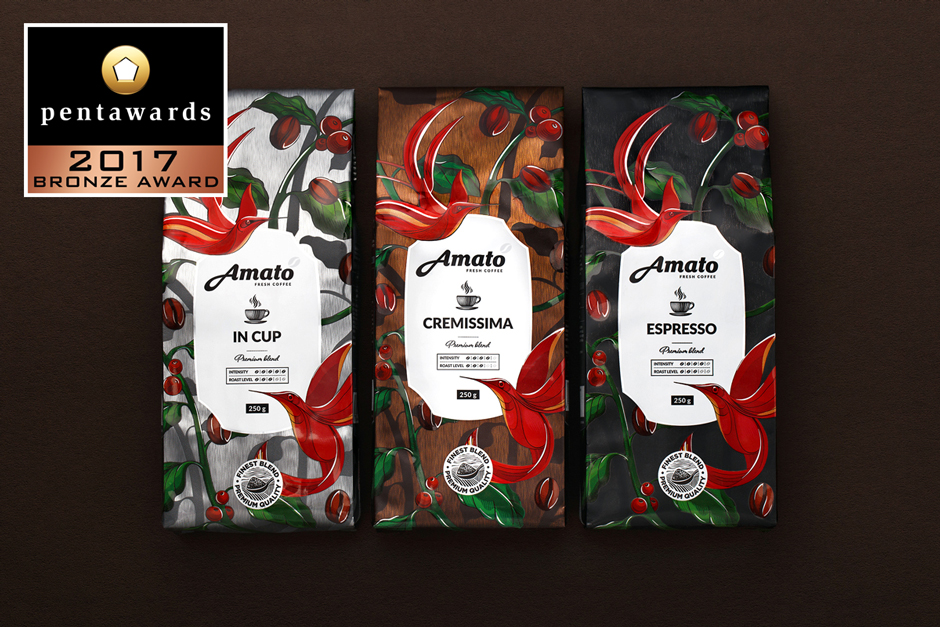 pentawards
2017
BRONZE AWARD
Amato
FRESH COFFEE
IN CUP
Premium blend
INTENSITY
ROAST LEVEL
250 g
FINEST BLEND
PREMIUM QUALITY
Amato
FRESH COFFEE
CREMISSIMA
Premium blend
INTENSITY
ROAST LEVEL
250 g
FINEST BLEND
PREMIUM QUALITY
Amato
FRESH COFFEE
ESPRESSO
Premium blend
INTENSITY
ROAST LEVEL
250 g
FINEST BLEND
PREMIUM QUALITY